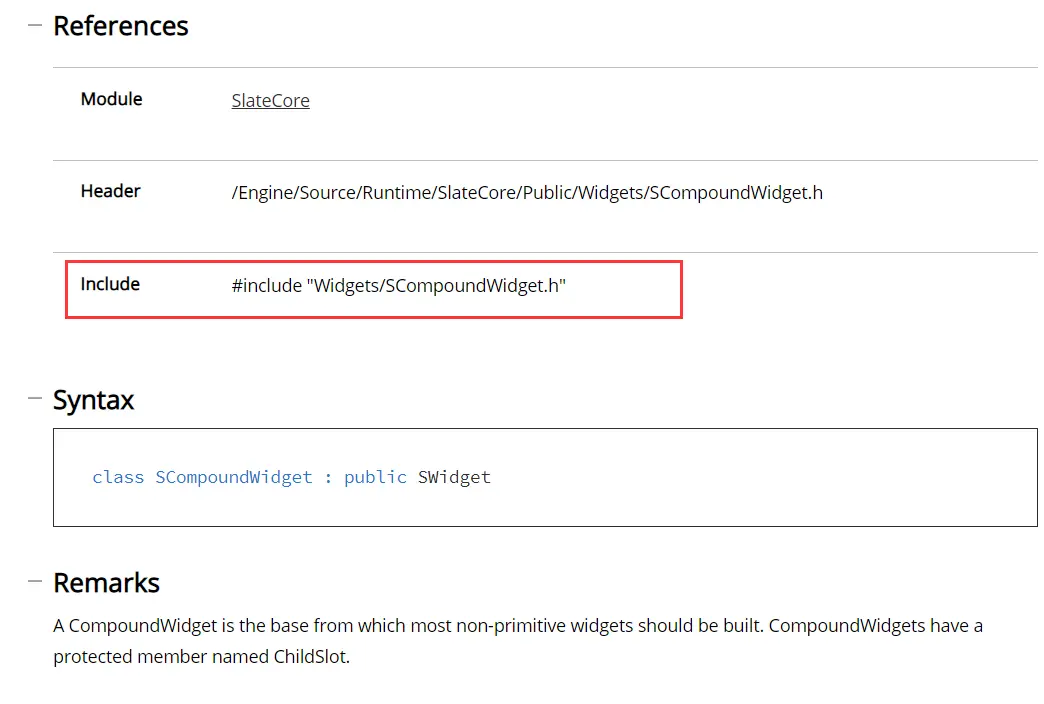 References
Module SlateCore
Header /Engine/Source/Runtime/SlateCore/Public/Widgets/SCompoundWidget.h
Include #include "Widgets/SCompoundWidget.h"
Syntax
class SCompoundWidget : public SWidget
Remarks
A CompoundWidget is the base from which most non-primitive widgets should be built. CompoundWidgets have a
protected member named ChildSlot.